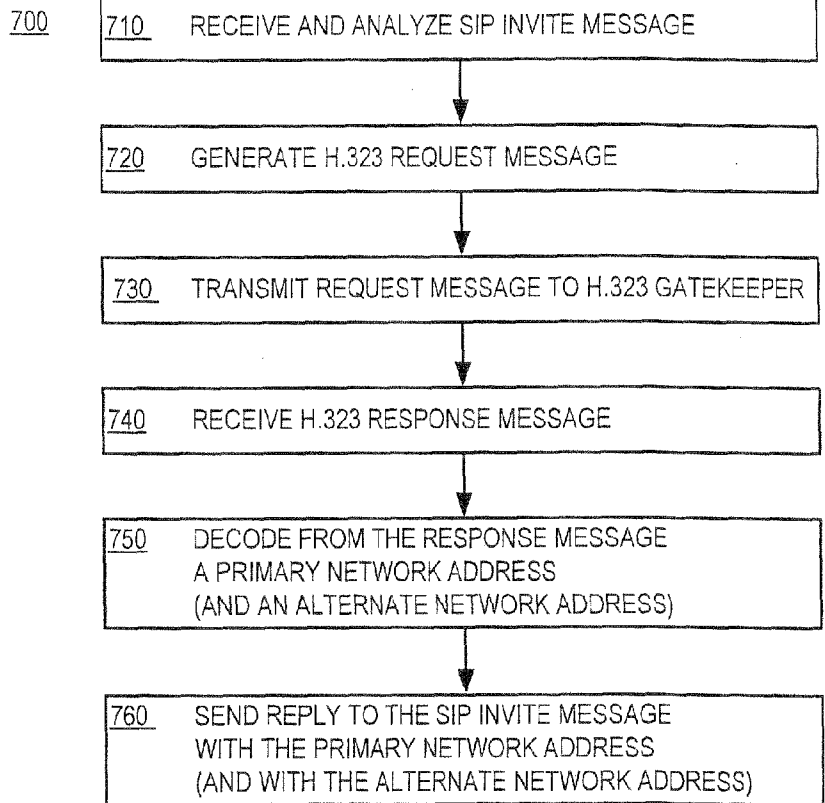 700
710 RECEIVE AND ANALYZE SIP INVITE MESSAGE
720 GENERATE H.323 REQUEST MESSAGE
730 TRANSMIT REQUEST MESSAGE TO H.323 GATEKEEPER
740 RECEIVE H.323 RESPONSE MESSAGE
750 DECODE FROM THE RESPONSE MESSAGE
A PRIMARY NETWORK ADDRESS
(AND AN ALTERNATE NETWORK ADDRESS)
760 SEND REPLY TO THE SIP INVITE MESSAGE
WITH THE PRIMARY NETWORK ADDRESS
(AND WITH THE ALTERNATE NETWORK ADDRESS)